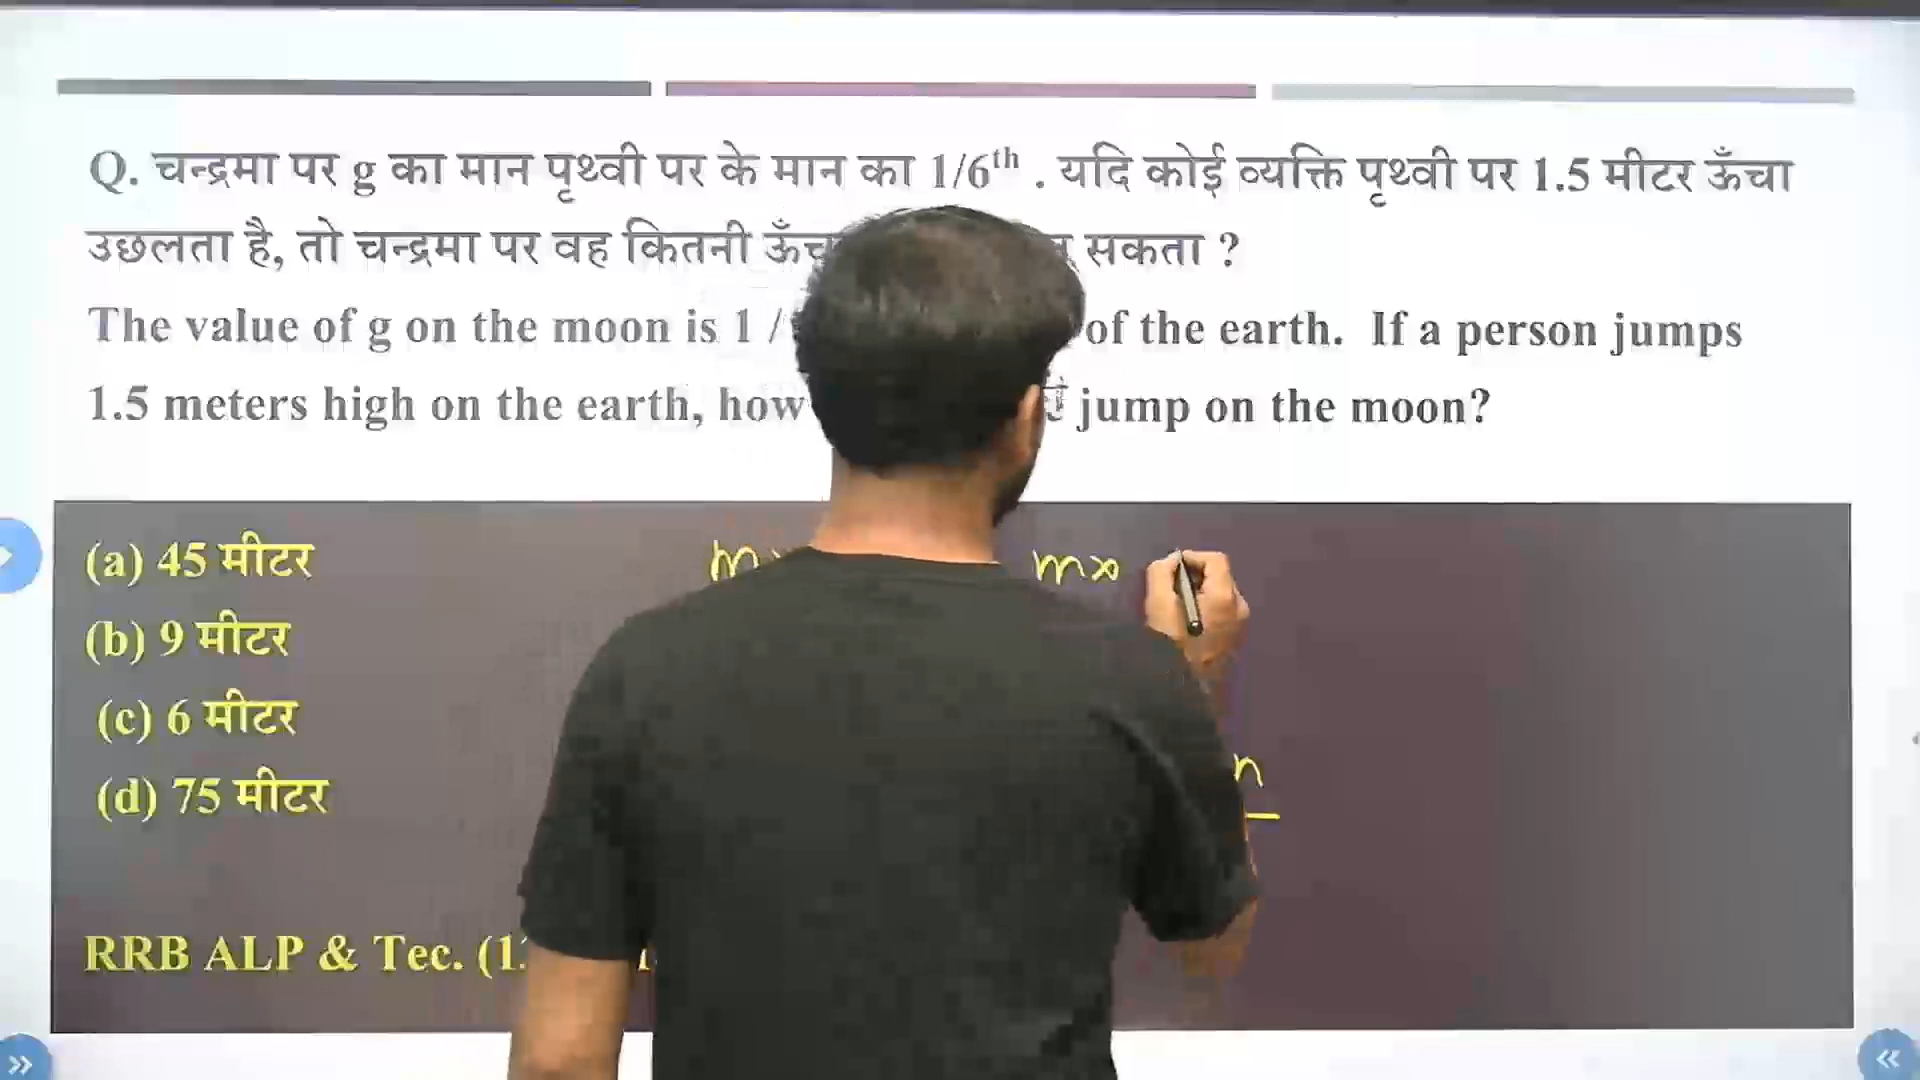 Q. चन्द्रमा पर g का मान पृथ्वी पर के मान का 1/6th . यदि कोई व्यक्ति पृथ्वी पर 1.5 मीटर ऊँचा
उछलता है, तो चन्द्रमा पर वह कितनी सकता ?
The value of g on the moon is 1 / of the earth. If a person jumps
1.5 meters high on the earth, how jump on the moon?
(a) 45 मीटर
m mx
(b) 9 मीटर
(c) 6 मीटर
(d) 75 मीटर
RRB ALP & Tec.